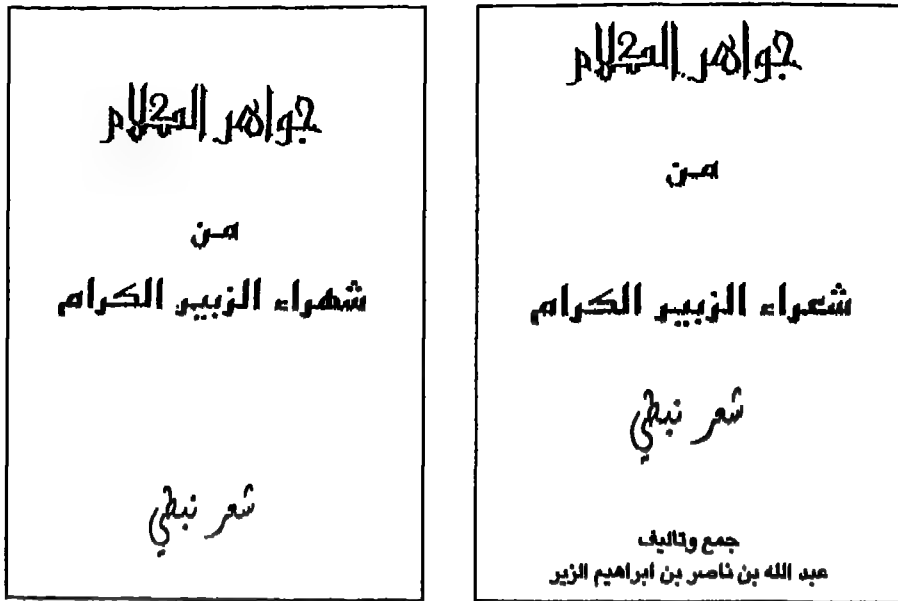 جواهر الكلام
من
شعراء الزبير الكرام
شعر نبطي
جمع وتاليف
عبد الله بن ناصر بن ابراهيم الزير
جواهر الكلام
من
شهراء الزبير الكرام
شعر نبطي